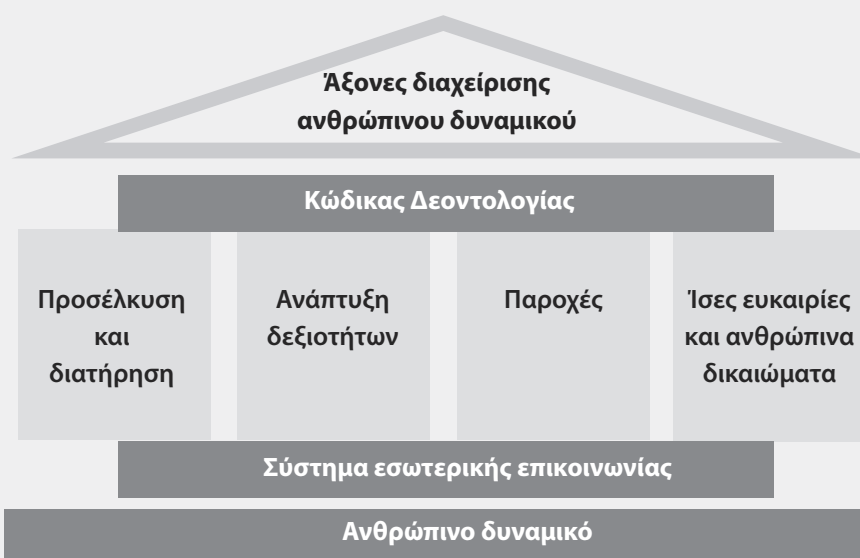 Άξονες διαχείρισης
ανθρώπινου δυναμικού
Κώδικας Δεοντολογίας
Προσέλκυση
και
διατήρηση
Ανάπτυξη
δεξιοτήτων
Παροχές
Ίσες ευκαιρίες
και ανθρώπινα
δικαιώματα
Σύστημα εσωτερικής επικοινωνίας
Ανθρώπινο δυναμικό